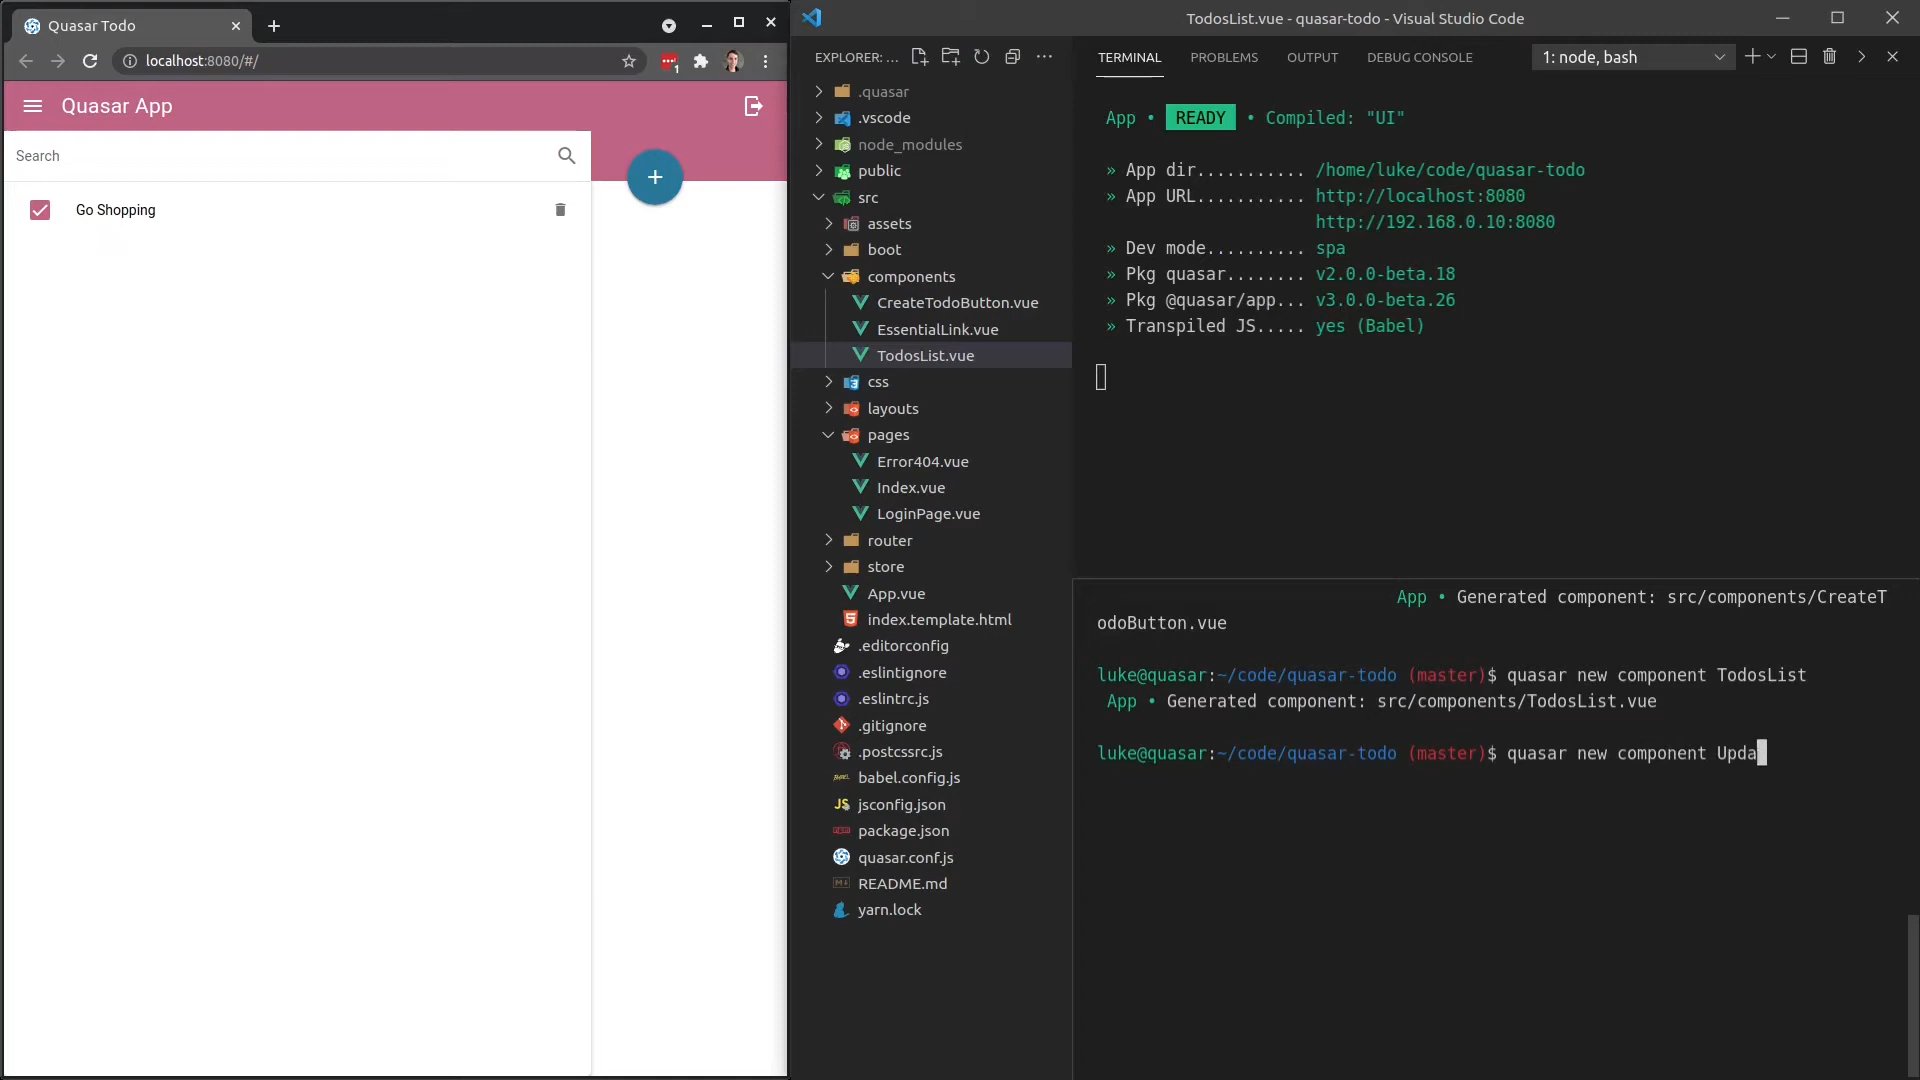 Quasar Todo
localhost:8080/#/
1
Quasar App
Search
Go Shopping
TodosList.vue - quasar-todo - Visual Studio Code
EXPLORER: ...
.quasar
.vscode
node_modules
public
src
assets
boot
components
CreateTodoButton.vue
EssentialLink.vue
TodosList.vue
css
layouts
pages
Error404.vue
Index.vue
LoginPage.vue
router
store
App.vue
index.template.html
.editorconfig
.eslintignore
.eslintrc.js
.gitignore
.postcssrc.js
babel.config.js
JS jsconfig.json
package.json
quasar.conf.js
README.md
yarn.lock
TERMINAL PROBLEMS OUTPUT DEBUG CONSOLE 1: node, bash
App • READY • Compiled: "UI"
» App dir........... /home/luke/code/quasar-todo
» App URL........... http://localhost:8080
http://192.168.0.10:8080
» Dev mode.......... spa
» Pkg quasar........ v2.0.0-beta.18
» Pkg @quasar/app... v3.0.0-beta.26
» Transpiled JS..... yes (Babel)
App • Generated component: src/components/CreateT
odoButton.vue
luke@quasar:~/code/quasar-todo (master)$ quasar new component TodosList
App • Generated component: src/components/TodosList.vue
luke@quasar:~/code/quasar-todo (master)$ quasar new component Upda